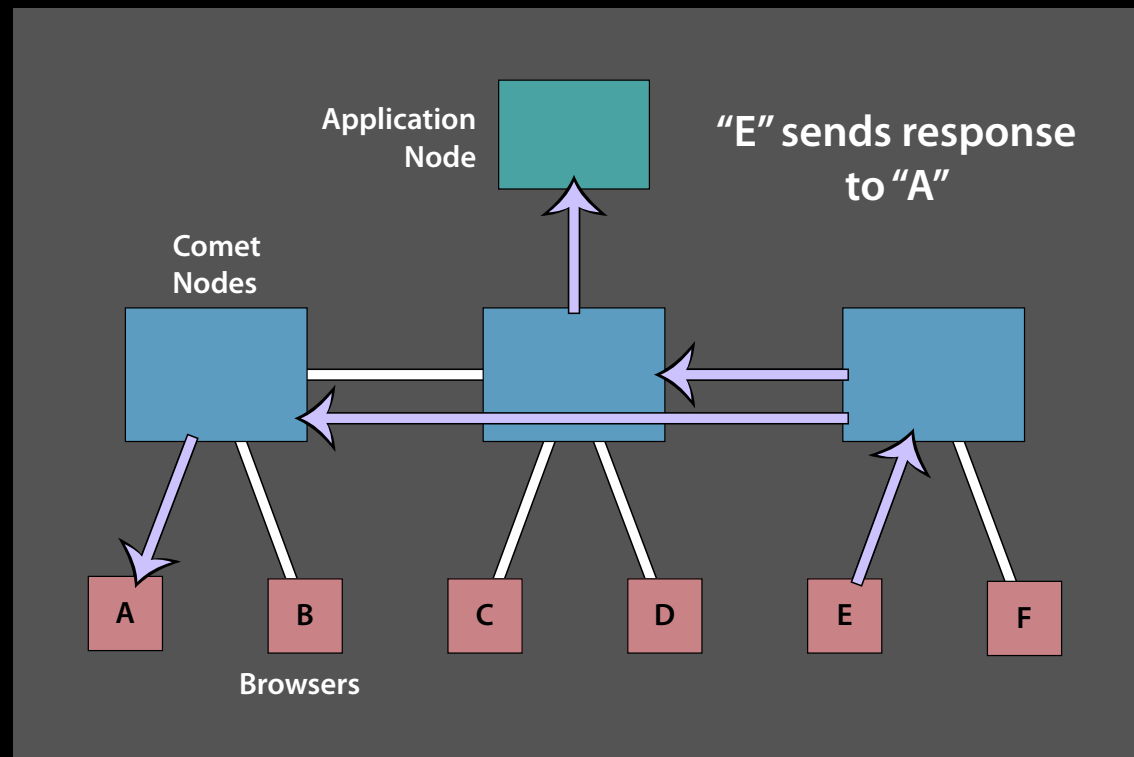 Application
Node
“E” sends response
to “A”
Comet
Nodes
A
B
C
D
E
F
Browsers